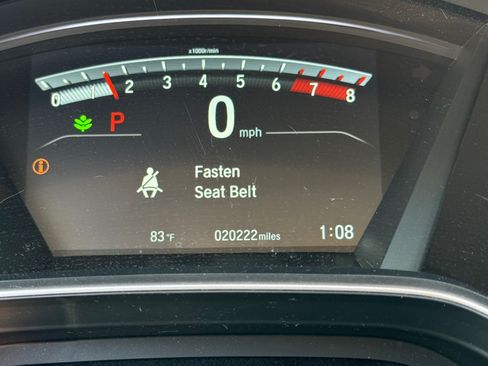 x1000r/min
0 1 2 3 4 5 6 7 8
P 0 mph
Fasten
Seat Belt
83°F 020222 miles 1:08